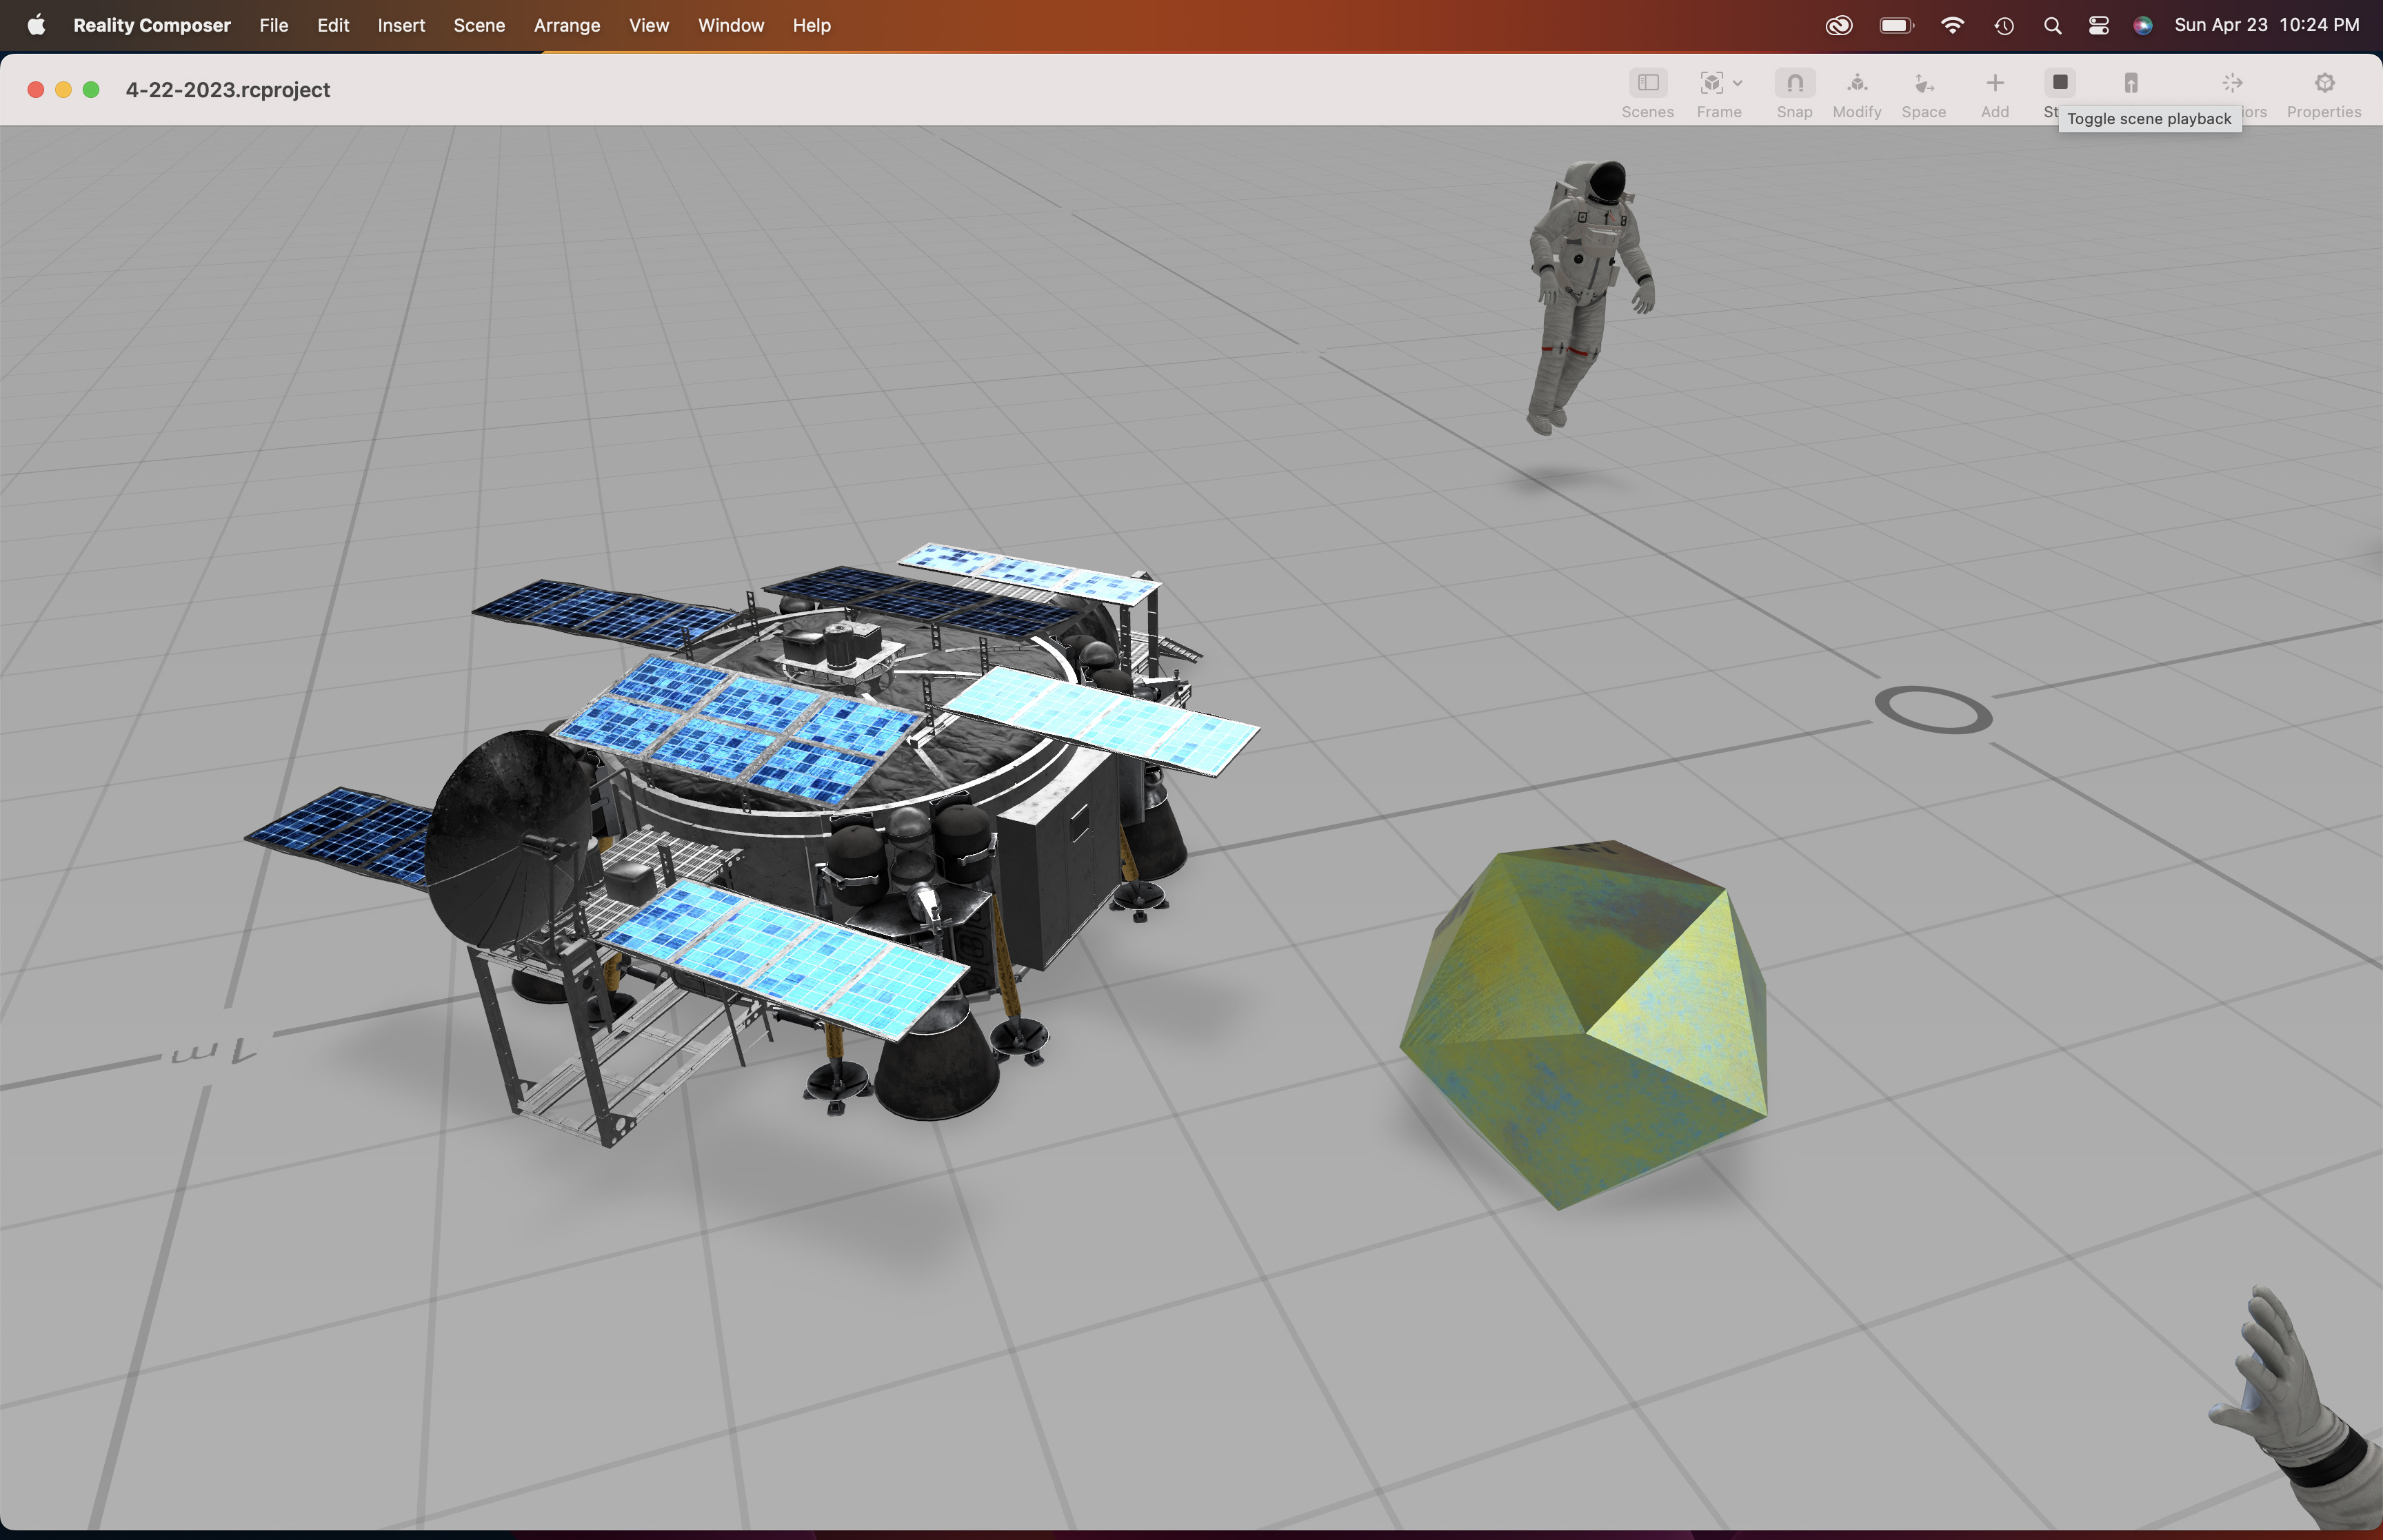 Reality Composer File Edit Insert Scene Arrange View Window Help Sun Apr 23 10:24 PM
4-22-2023.rcproject
Scenes Frame Snap Modify Space Add St iors Properties
Toggle scene playback
1m